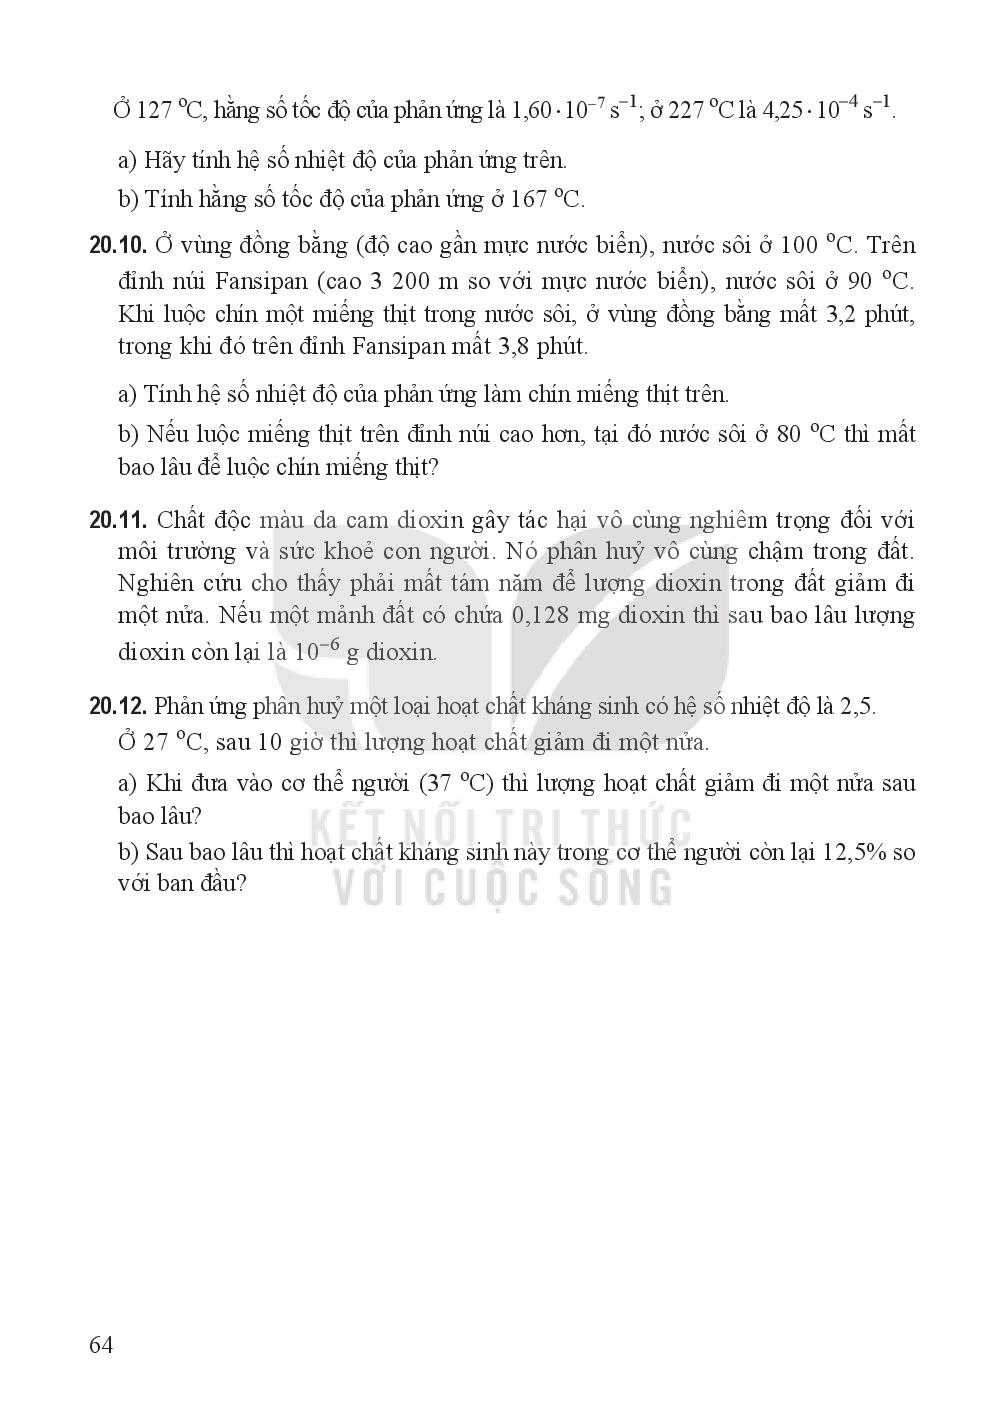 Ở 127 ⁰C, hằng số tốc độ của phản ứng là 1,60 · 10⁻⁷ s⁻¹; ở 227 ⁰C là 4,25 · 10⁻⁴ s⁻¹.
a) Hãy tính hệ số nhiệt độ của phản ứng trên.
b) Tính hằng số tốc độ của phản ứng ở 167 ⁰C.
20.10. Ở vùng đồng bằng (độ cao gần mực nước biển), nước sôi ở 100 ⁰C. Trên
đỉnh núi Fansipan (cao 3 200 m so với mực nước biển), nước sôi ở 90 ⁰C.
Khi luộc chín một miếng thịt trong nước sôi, ở vùng đồng bằng mất 3,2 phút,
trong khi đó trên đỉnh Fansipan mất 3,8 phút.
a) Tính hệ số nhiệt độ của phản ứng làm chín miếng thịt trên.
b) Nếu luộc miếng thịt trên đỉnh núi cao hơn, tại đó nước sôi ở 80 ⁰C thì mất
bao lâu để luộc chín miếng thịt?
20.11. Chất độc màu da cam dioxin gây tác hại vô cùng nghiêm trọng đối với
môi trường và sức khoẻ con người. Nó phân huỷ vô cùng chậm trong đất.
Nghiên cứu cho thấy phải mất tám năm để lượng dioxin trong đất giảm đi
một nửa. Nếu một mảnh đất có chứa 0,128 mg dioxin thì sau bao lâu lượng
dioxin còn lại là 10⁻⁶ g dioxin.
20.12. Phản ứng phân huỷ một loại hoạt chất kháng sinh có hệ số nhiệt độ là 2,5.
Ở 27 ⁰C, sau 10 giờ thì lượng hoạt chất giảm đi một nửa.
a) Khi đưa vào cơ thể người (37 ⁰C) thì lượng hoạt chất giảm đi một nửa sau
bao lâu?
KẾT NỐI TRI THỨC
b) Sau bao lâu thì hoạt chất kháng sinh này trong cơ thể người còn lại 12,5% so
với ban đầu?
VỚI CUỘC SỐNG
64